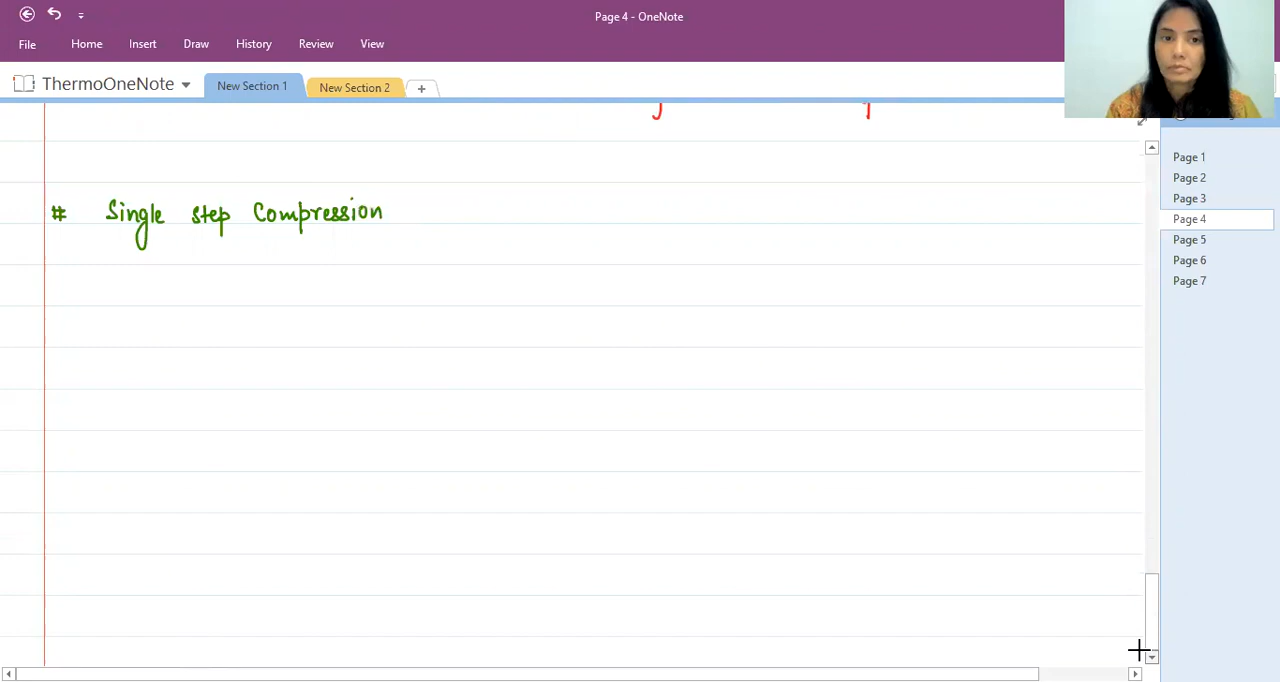 Page 4 - OneNote
File Home Insert Draw History Review View
ThermoOneNote New Section 1 New Section 2 +
Page 1
Page 2
Page 3
Page 4
Page 5
Page 6
Page 7
# Single step Compression